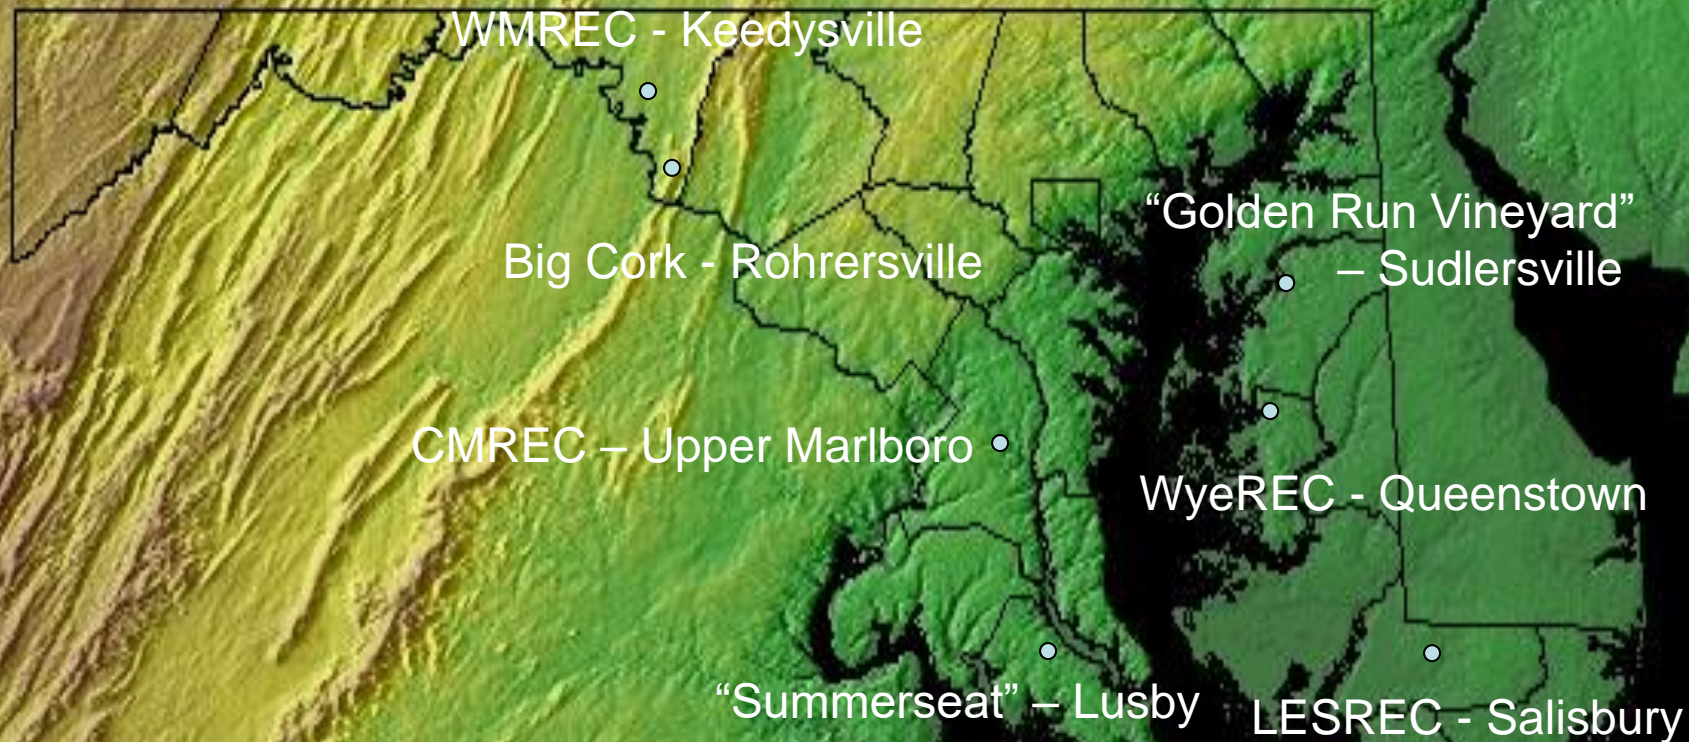 WMREC - Keedysville
“Golden Run Vineyard”
Big Cork - Rohrersville
– Sudlersville
CMREC – Upper Marlboro
WyeREC - Queenstown
“Summerseat” – Lusby
LESREC - Salisbury